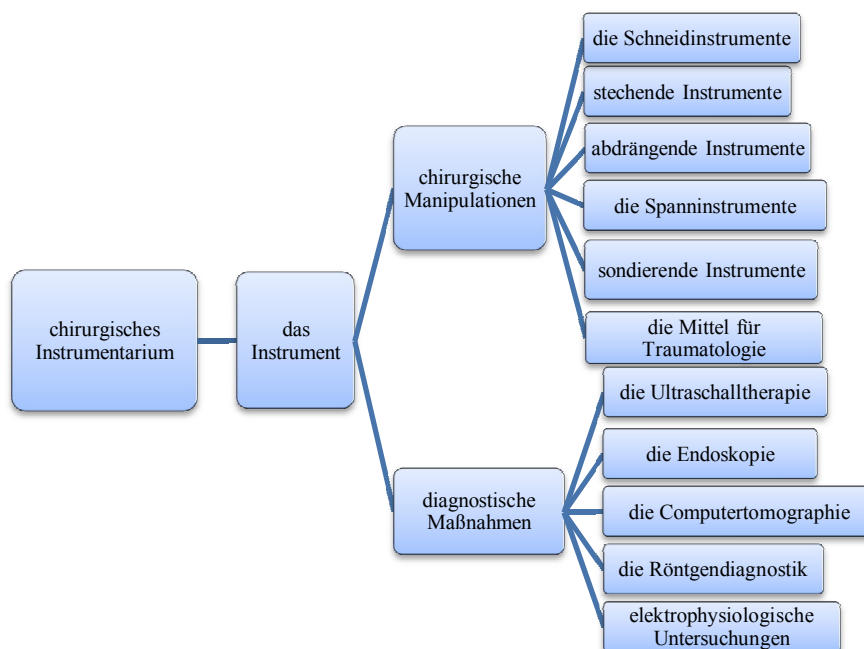 chirurgisches
Instrumentarium
das
Instrument
chirurgische
Manipulationen
die Schneidinstrumente
stechende Instrumente
abdrängende Instrumente
die Spanninstrumente
sondierende Instrumente
die Mittel für
Traumatologie
diagnostische
Maßnahmen
die Ultraschalltherapie
die Endoskopie
die Computertomographie
die Röntgendiagnostik
elektrophysiologische
Untersuchungen